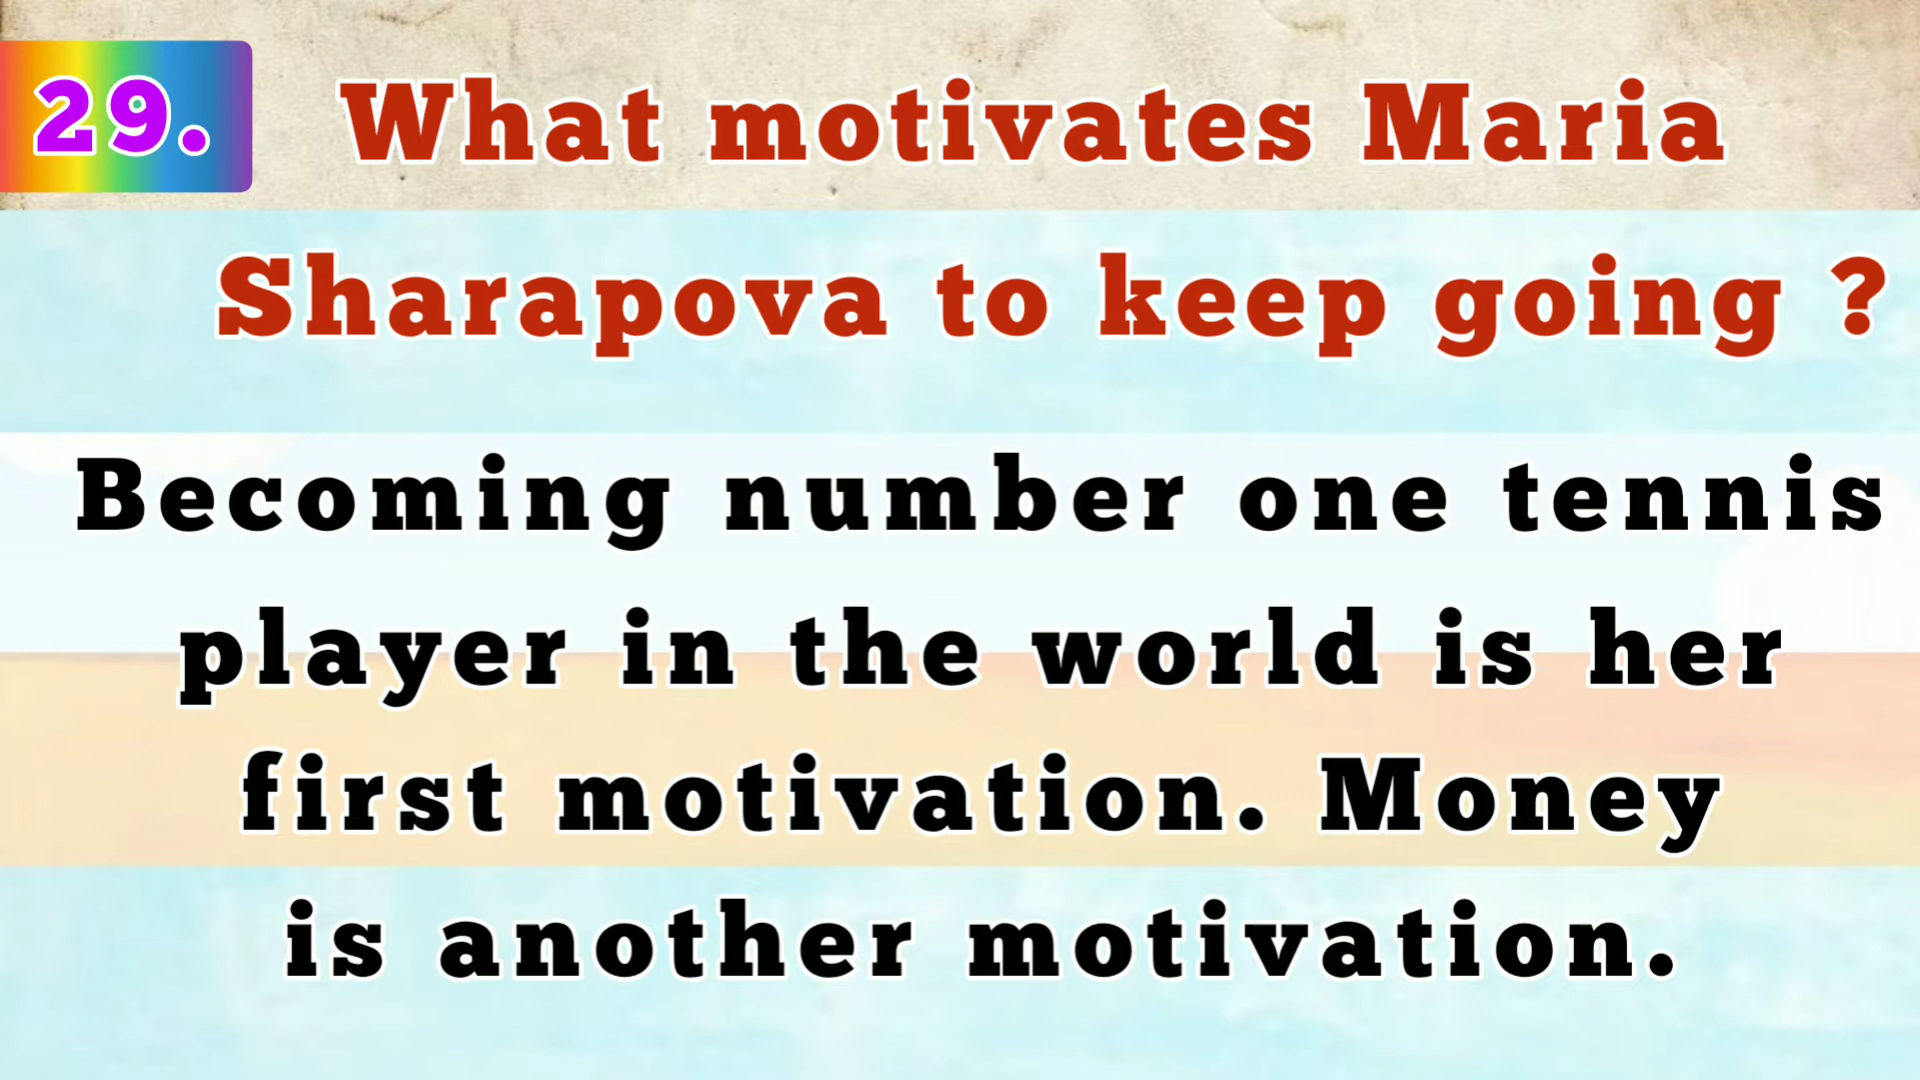 29. What motivates Maria
Sharapova to keep going ?
Becoming number one tennis
player in the world is her
first motivation. Money
is another motivation.